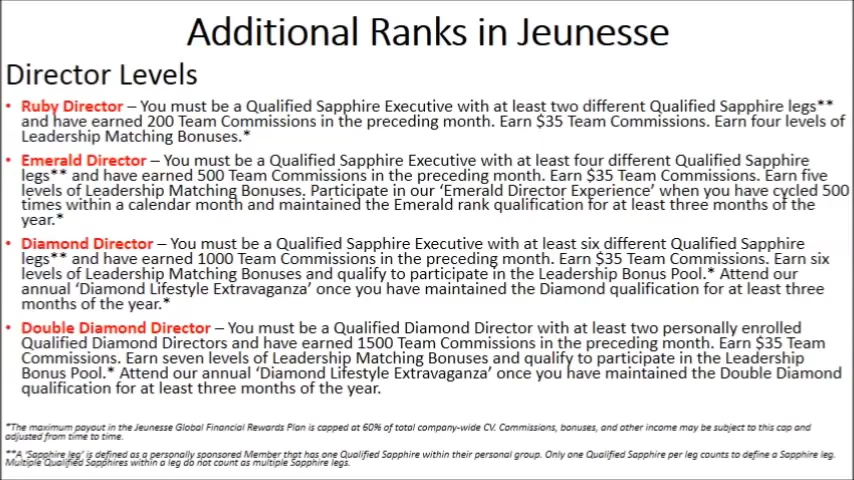 Additional Ranks in Jeunesse
Director Levels
• Ruby Director – You must be a Qualified Sapphire Executive with at least two different Qualified Sapphire legs**
and have earned 200 Team Commissions in the preceding month. Earn $35 Team Commissions. Earn four levels of
Leadership Matching Bonuses.*
• Emerald Director – You must be a Qualified Sapphire Executive with at least four different Qualified Sapphire
legs** and have earned 500 Team Commissions in the preceding month. Earn $35 Team Commissions. Earn five
levels of Leadership Matching Bonuses. Participate in our ‘Emerald Director Experience’ when you have cycled 500
times within a calendar month and maintained the Emerald rank qualification for at least three months of the
year.*
• Diamond Director – You must be a Qualified Sapphire Executive with at least six different Qualified Sapphire
legs** and have earned 1000 Team Commissions in the preceding month. Earn $35 Team Commissions. Earn six
levels of Leadership Matching Bonuses and qualify to participate in the Leadership Bonus Pool.* Attend our
annual ‘Diamond Lifestyle Extravaganza’ once you have maintained the Diamond qualification for at least three
months of the year.*
• Double Diamond Director – You must be a Qualified Diamond Director with at least two personally enrolled
Qualified Diamond Directors and have earned 1500 Team Commissions in the preceding month. Earn $35 Team
Commissions. Earn seven levels of Leadership Matching Bonuses and qualify to participate in the Leadership
Bonus Pool.* Attend our annual ‘Diamond Lifestyle Extravaganza’ once you have maintained the Double Diamond
qualification for at least three months of the year.
*The maximum payout in the Jeunesse Global Financial Rewards Plan is capped at 60% of total company-wide CV. Commissions, bonuses, and other income may be subject to this cap and
adjusted from time to time.
**A ‘Sapphire leg’ is defined as a personally sponsored Member that has one Qualified Sapphire within their personal group. Only one Qualified Sapphire per leg counts to define a Sapphire leg.
Multiple Qualified Sapphires within a leg do not count as multiple Sapphire legs.